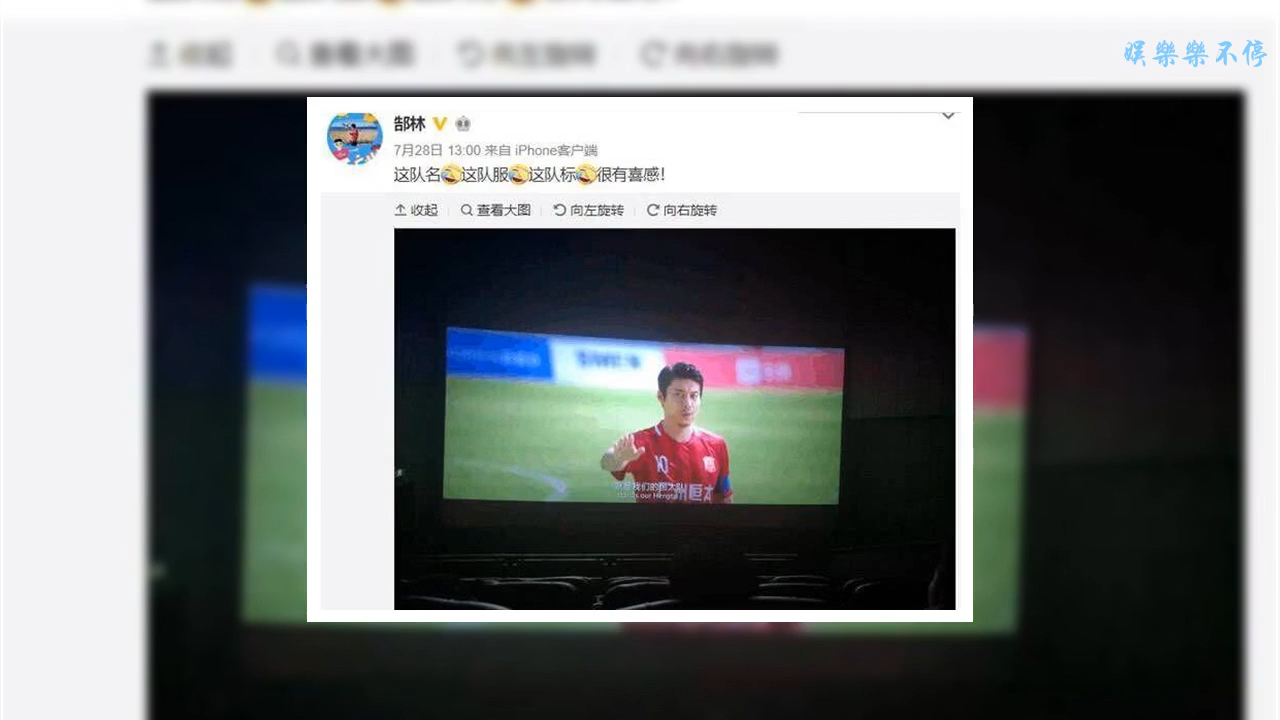 娱樂樂不停
郜林
7月28日 13:00 来自 iPhone客户端
这队名这队服这队标很有喜感！
收起 查看大图 向左旋转 向右旋转
10